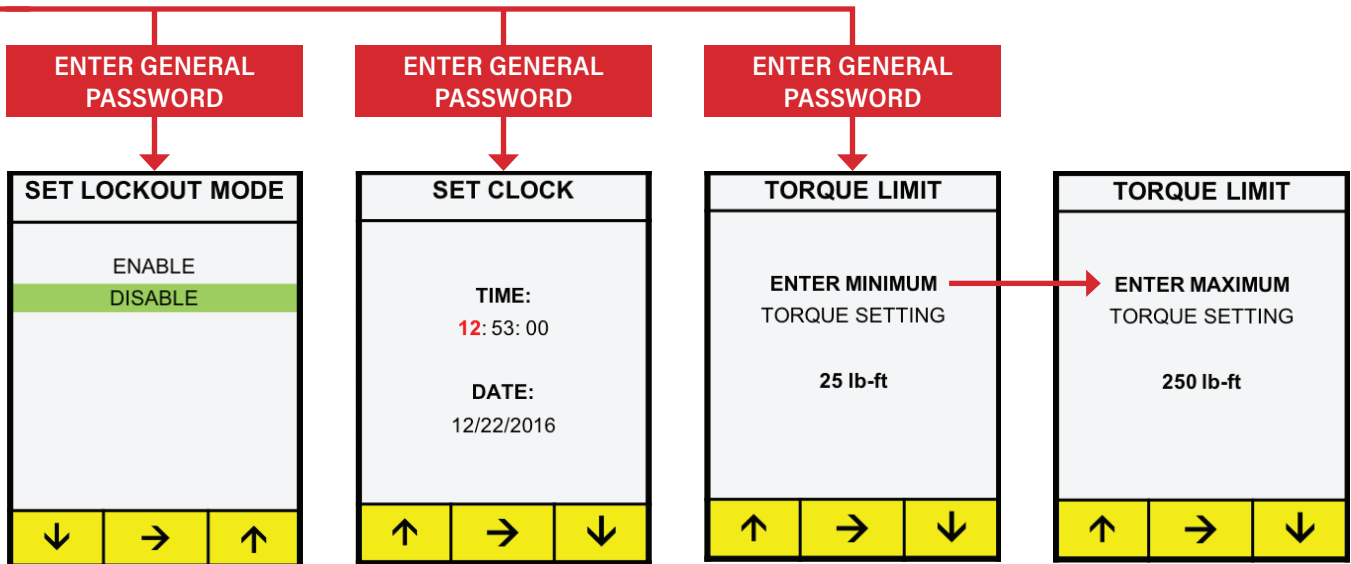 ENTER GENERAL
PASSWORD
ENTER GENERAL
PASSWORD
ENTER GENERAL
PASSWORD
SET LOCKOUT MODE
ENABLE
DISABLE
↓ → ↑
SET CLOCK
TIME:
12: 53: 00
DATE:
12/22/2016
↑ → ↓
TORQUE LIMIT
ENTER MINIMUM
TORQUE SETTING
25 lb-ft
↑ → ↓
TORQUE LIMIT
ENTER MAXIMUM
TORQUE SETTING
250 lb-ft
↑ → ↓